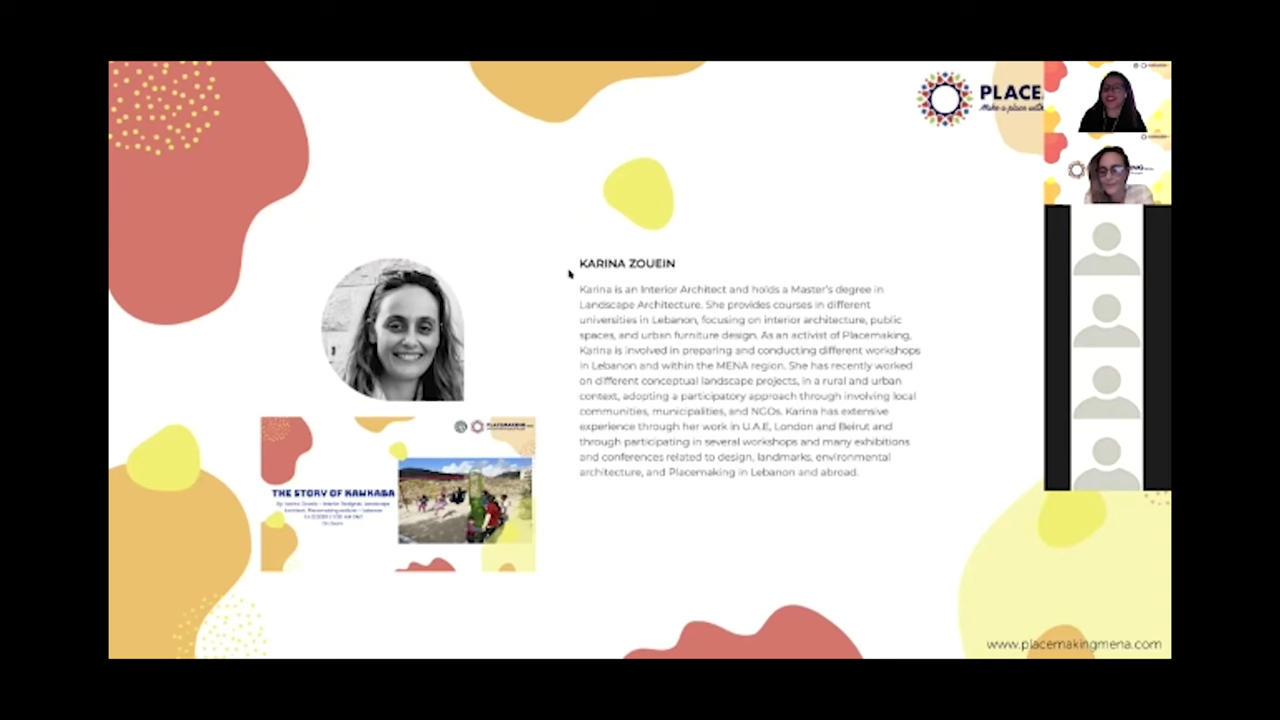 PLACE
Make a place with
KARINA ZOUEIN
Karina is an Interior Architect and holds a Master's degree in
Landscape Architecture. She provides courses in different
universities in Lebanon, focusing on interior architecture, public
spaces, and urban furniture design. As an activist of Placemaking,
Karina is involved in preparing and conducting different workshops
in Lebanon and within the MENA region. She has recently worked
on different conceptual landscape projects, in a rural and urban
context, adopting a participatory approach through involving local
communities, municipalities, and NGOs. Karina has extensive
experience through her work in U.A.E, London and Beirut and
through participating in several workshops and many exhibitions
and conferences related to design, landmarks, environmental
architecture, and Placemaking in Lebanon and abroad.
PLACEMAKING
THE STORY OF KAWKABA
www.placemakingmena.com